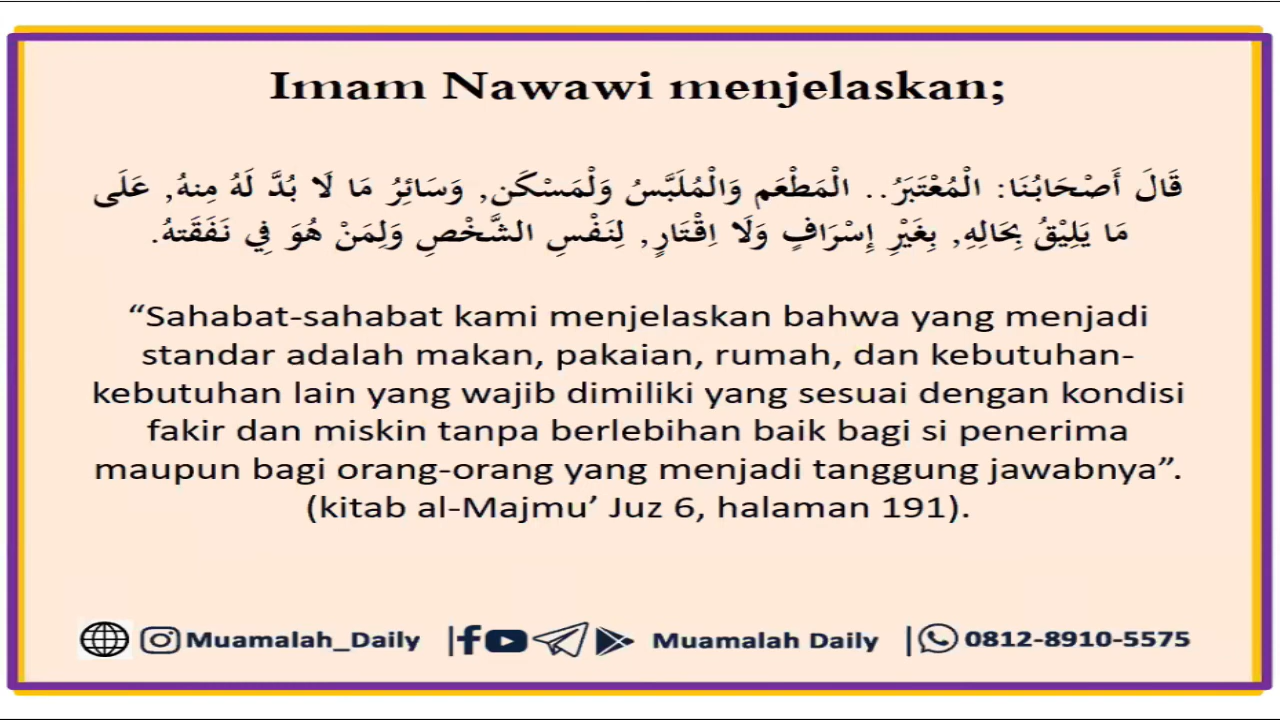 Imam Nawawi menjelaskan;
قَالَ أَصْحَابُنَا: الْمُعْتَبَرُ.. الْمَطْعَم وَالْمُلَبَّسُ وَلْمَسْكَن, وَسَائِرُ مَا لَا بُدَّ لَهُ مِنهُ, عَلَى
مَا يَلِيْقُ بِحَالِهِ, بِغَيْرِ إِسْرَافٍ وَلَا اِقْتَارٍ, لِنَفْسِ الشَّخْصِ وَلِمَنْ هُوَ فِي نَفَقَتهُ.
“Sahabat-sahabat kami menjelaskan bahwa yang menjadi
standar adalah makan, pakaian, rumah, dan kebutuhan-
kebutuhan lain yang wajib dimiliki yang sesuai dengan kondisi
fakir dan miskin tanpa berlebihan baik bagi si penerima
maupun bagi orang-orang yang menjadi tanggung jawabnya”.
(kitab al-Majmu’ Juz 6, halaman 191).
Muamalah_Daily | Muamalah Daily | 0812-8910-5575